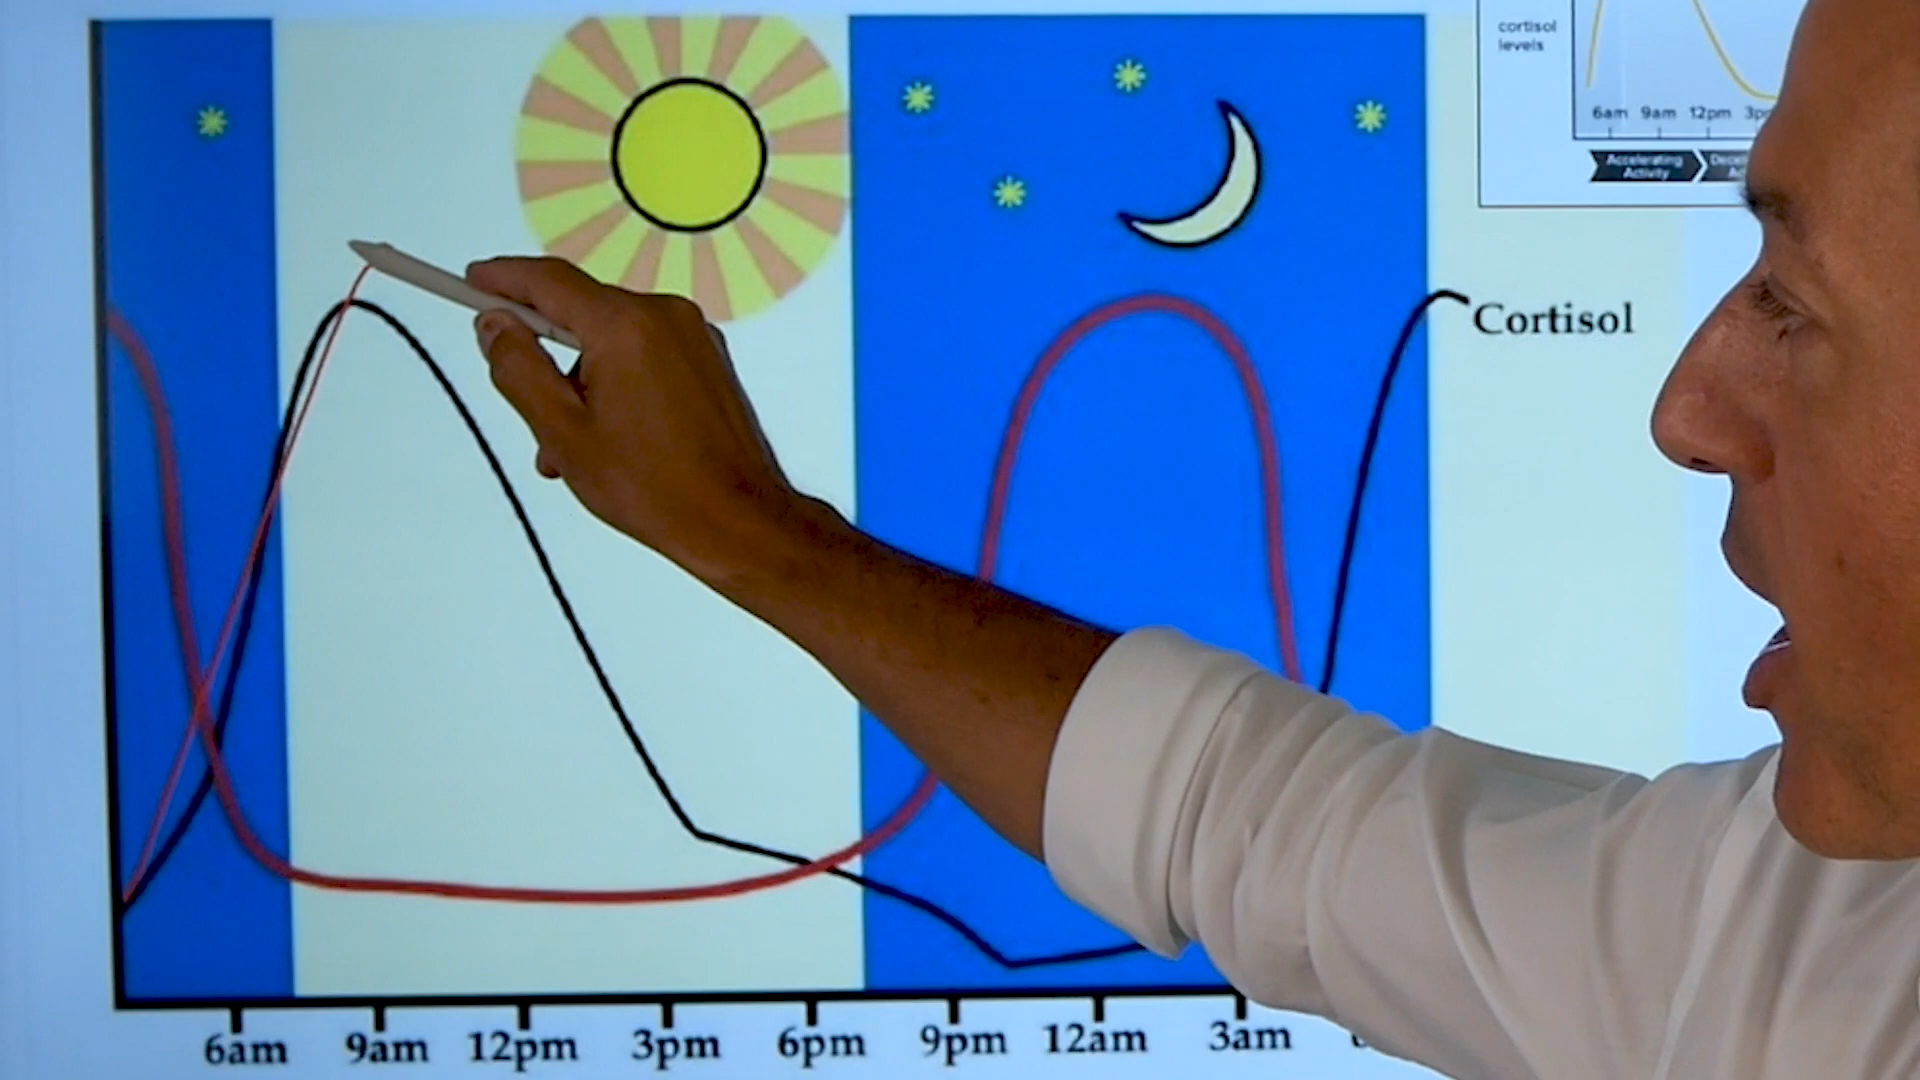 cortisol
levels
6am 9am 12pm
Accelerating
Activity
Cortisol
6am 9am 12pm 3pm 6pm 9pm 12am 3am